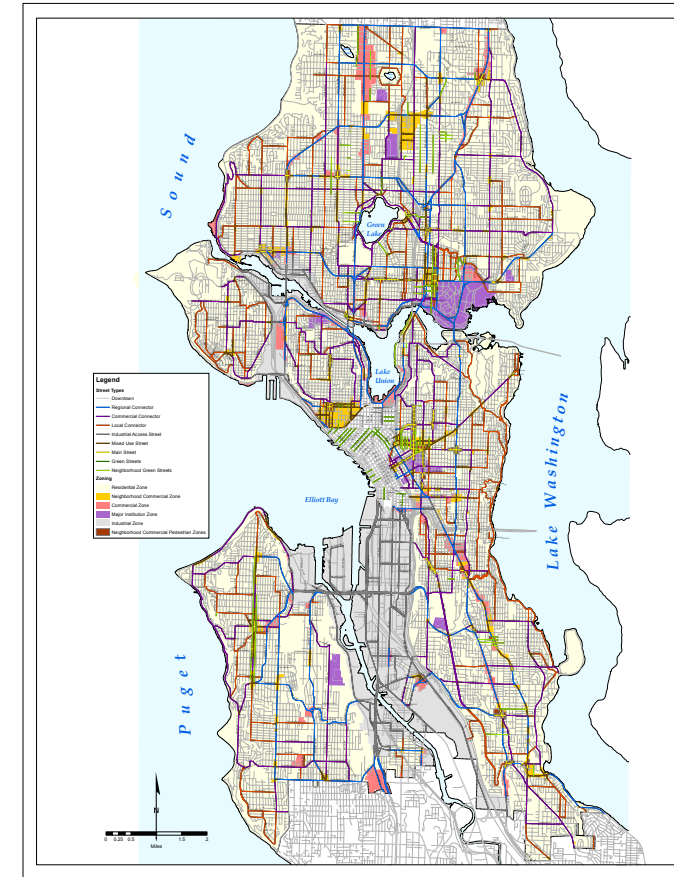 Sound
Green
Lake
Lake
Union
Legend
Street Types
Downtown
Regional Connector
Commercial Connector
Local Connector
Industrial Access Street
Mixed Use Street
Main Street
Green Streets
Neighborhood Green Streets
Zoning
Residential Zone
Neighborhood Commercial Zone
Commercial Zone
Major Institution Zone
Industrial Zone
Neighborhood Commercial Pedestrian Zones
Lake Washington
Elliott Bay
Puget
N
0 0.25 0.5 1 1.5 2
Miles